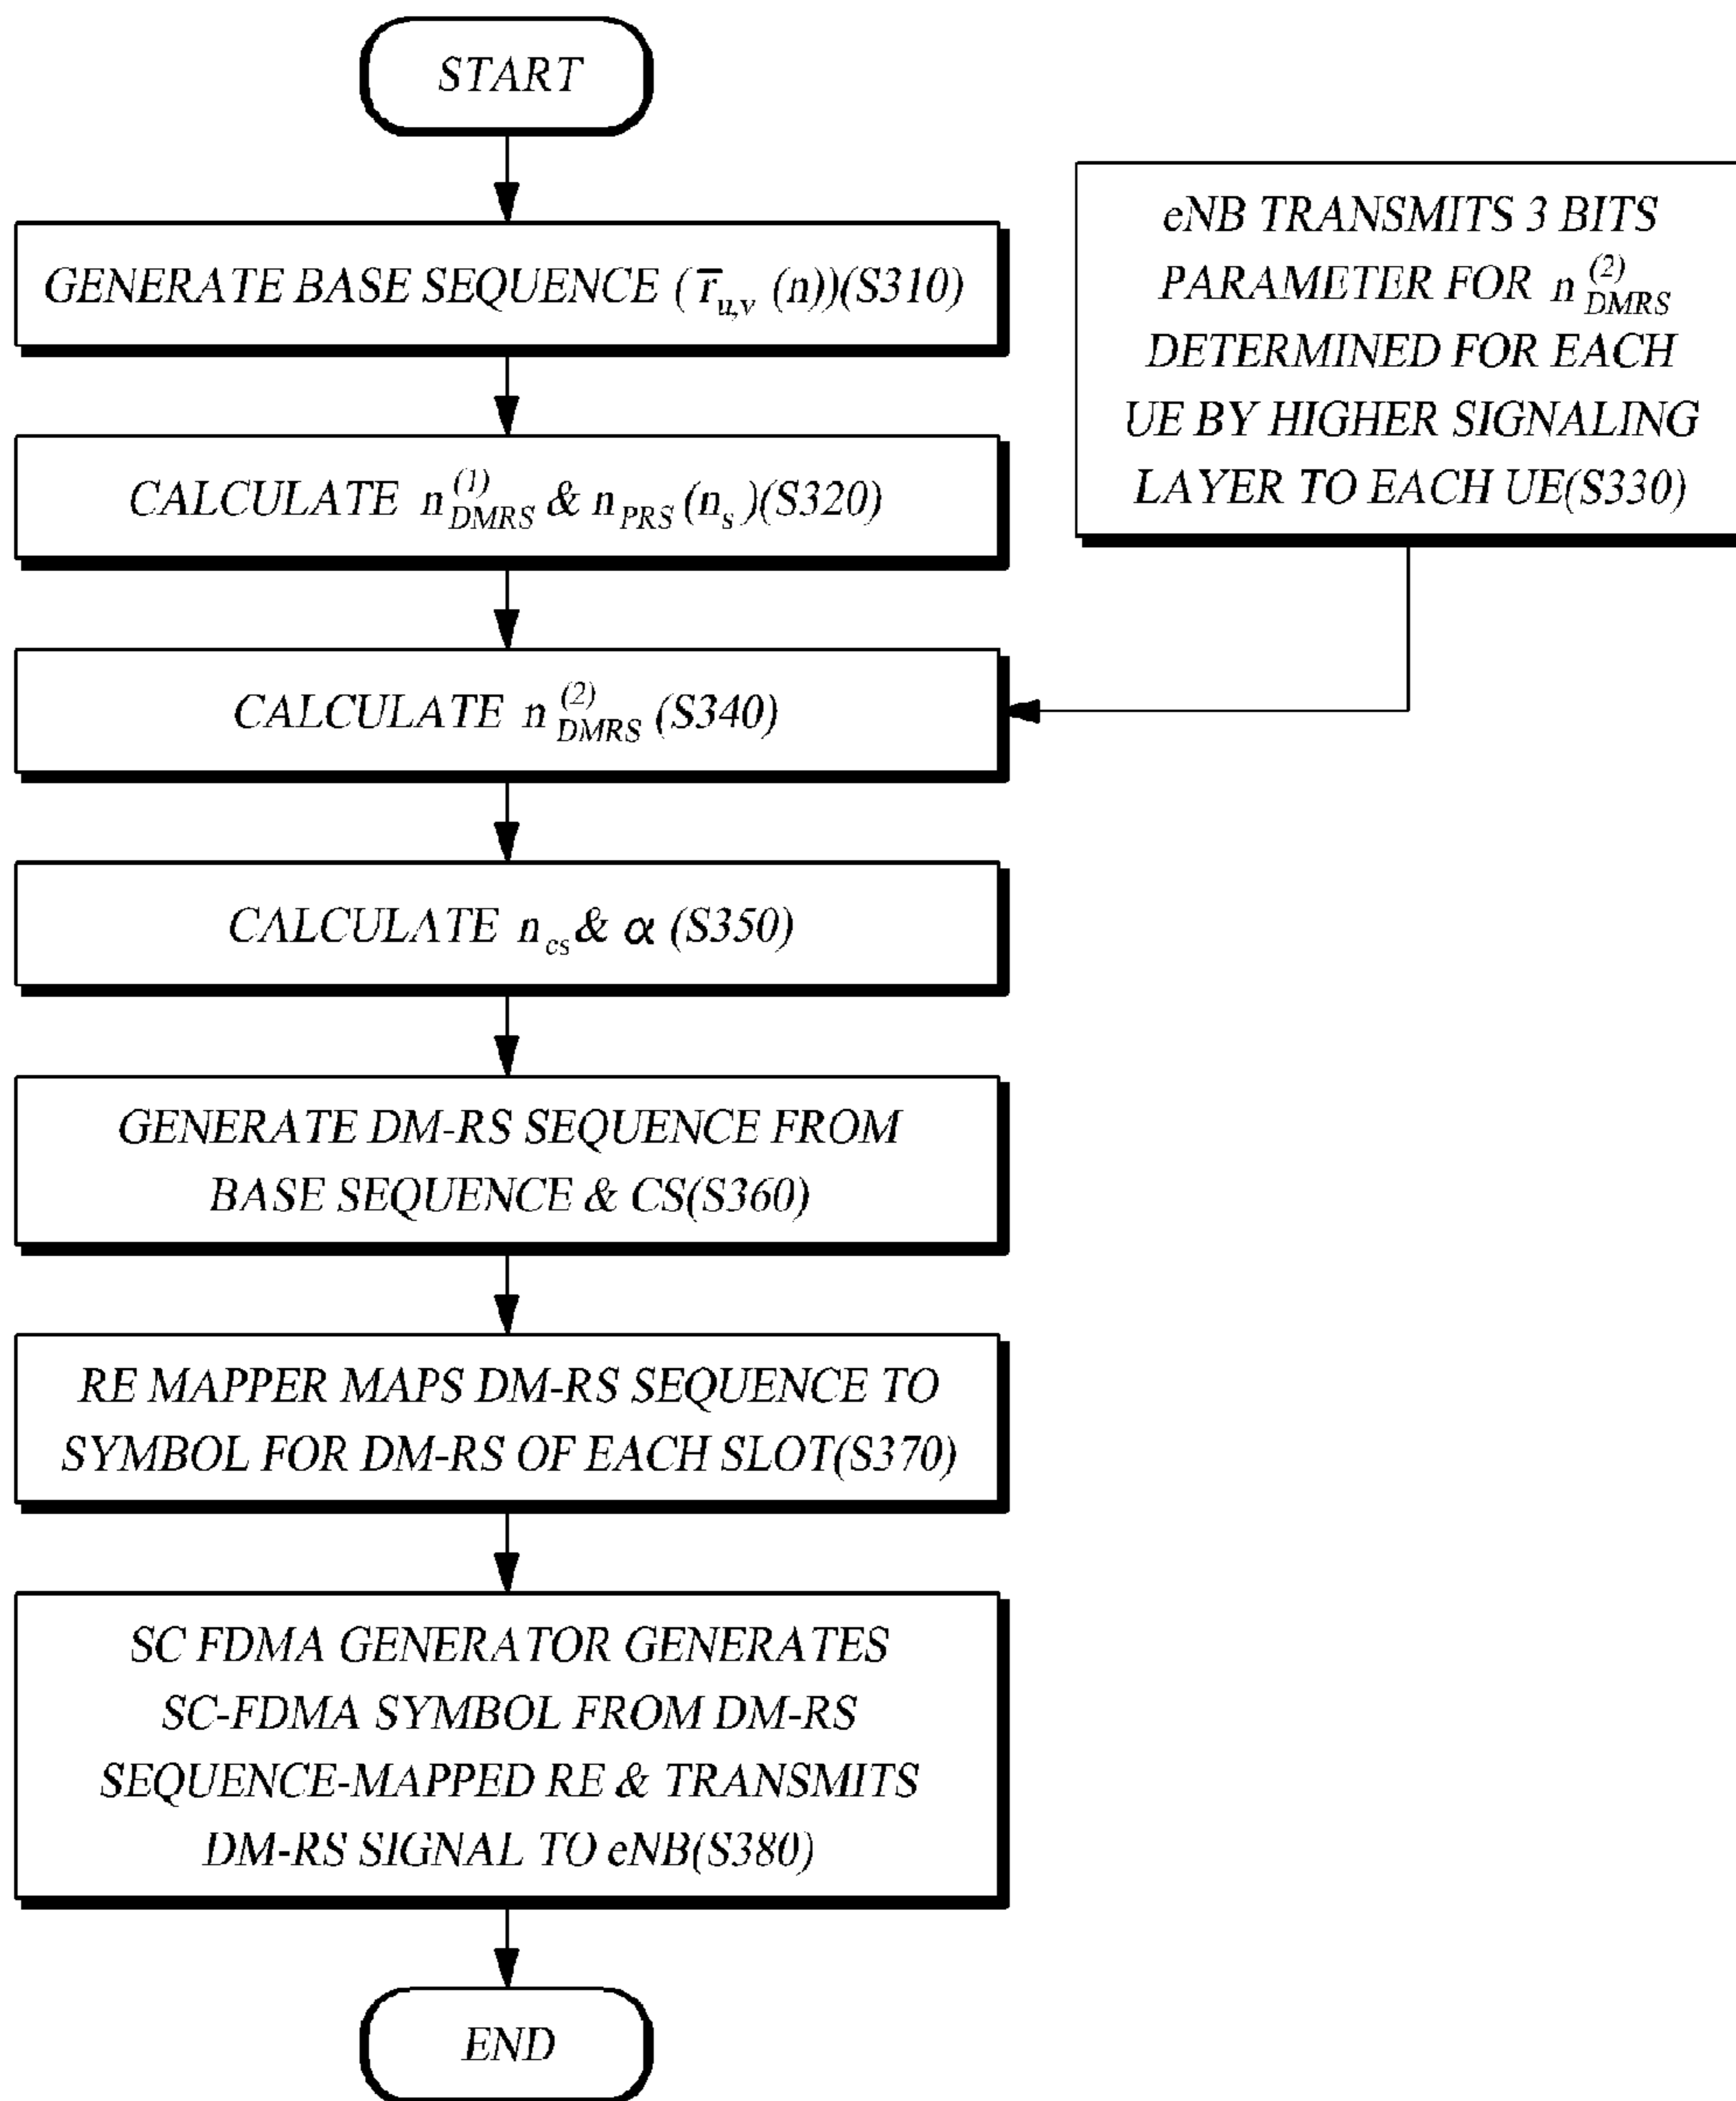 START
GENERATE BASE SEQUENCE ( r̄u,v (n))(S310)
CALCULATE n(1)DMRS & nPRS (ns )(S320)
eNB TRANSMITS 3 BITS
PARAMETER FOR n(2)DMRS
DETERMINED FOR EACH
UE BY HIGHER SIGNALING
LAYER TO EACH UE(S330)
CALCULATE n(2)DMRS (S340)
CALCULATE ncs & α (S350)
GENERATE DM-RS SEQUENCE FROM
BASE SEQUENCE & CS(S360)
RE MAPPER MAPS DM-RS SEQUENCE TO
SYMBOL FOR DM-RS OF EACH SLOT(S370)
SC FDMA GENERATOR GENERATES
SC-FDMA SYMBOL FROM DM-RS
SEQUENCE-MAPPED RE & TRANSMITS
DM-RS SIGNAL TO eNB(S380)
END